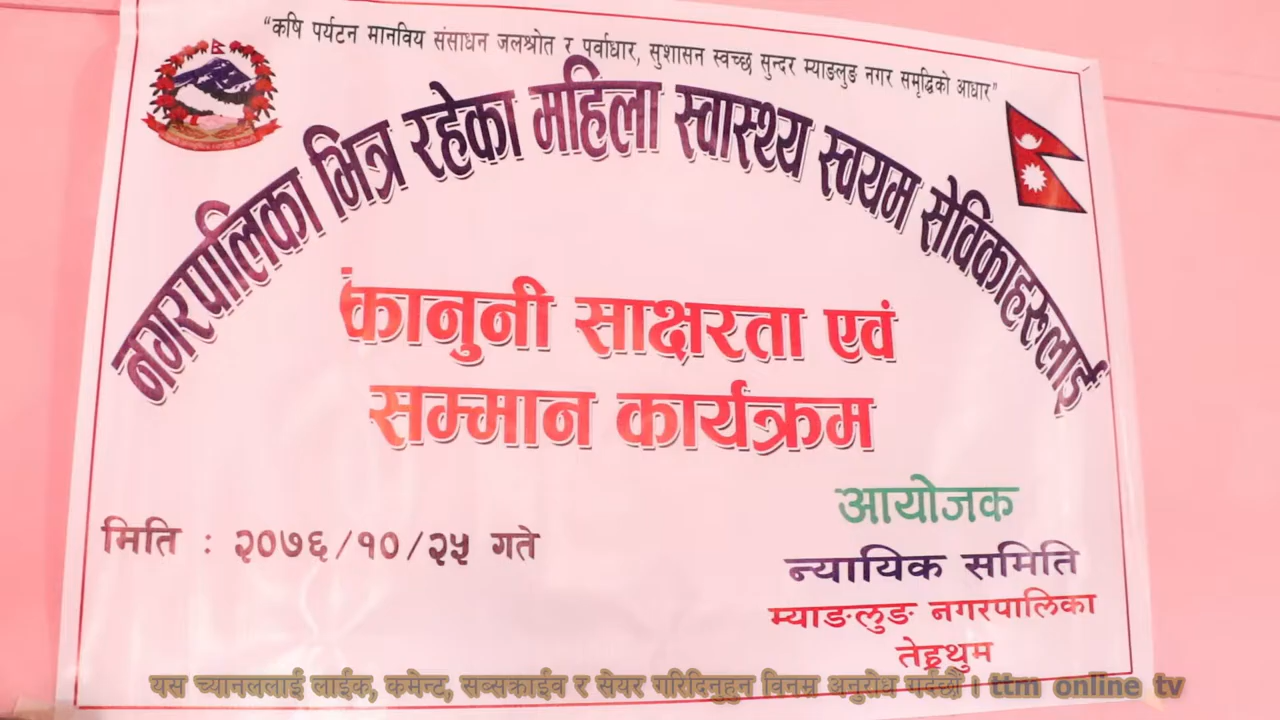 “कृषि पर्यटन मानविय संसाधन जलश्रोत र पर्वाधार, सुशासन स्वच्छ सुन्दर म्याङलुङ नगर समृद्धिको आधार”
नगरपालिका भित्र रहेका महिला स्वास्थ्य स्वयम सेविकाहरुलाई
कानुनी साक्षरता एवं
सम्मान कार्यक्रम
मिति : २०७६/१०/२५ गते
आयोजक
न्यायिक समिति
म्याङलुङ नगरपालिका
तेह्रथुम
यस च्यानललाई लाईक, कमेन्ट, सब्सक्राईब र सेयर गरिदिनुहुन विनम्र अनुरोध गर्दछौं । ttm online tv